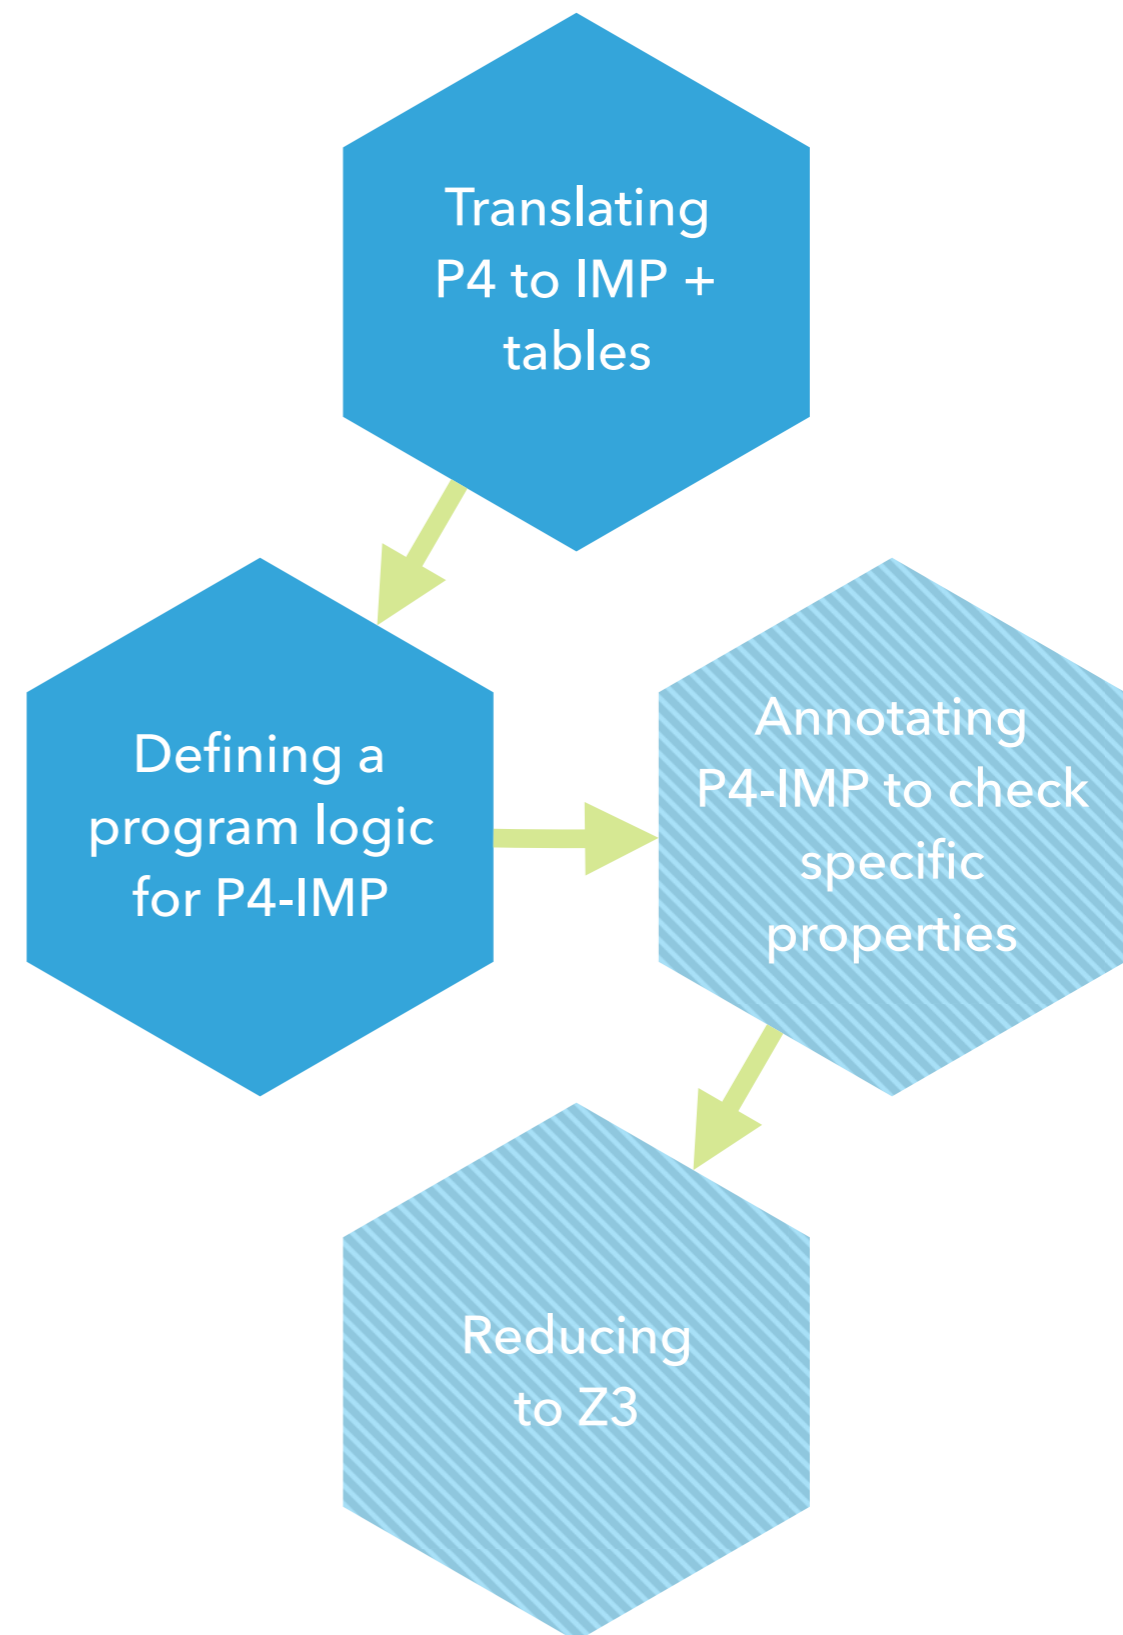 Translating
P4 to IMP +
tables
Defining a
program logic
for P4-IMP
Annotating
P4-IMP to check
specific
properties
Reducing
to Z3